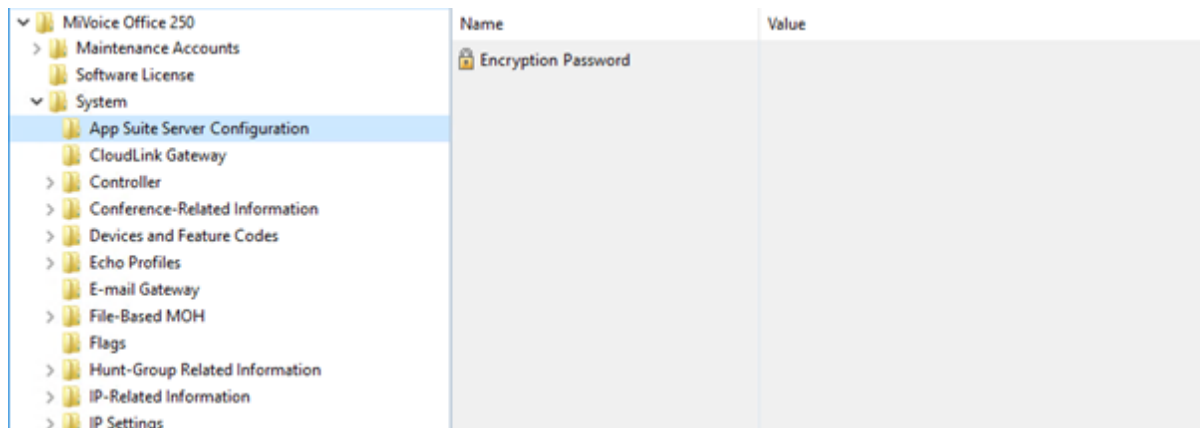 MiVoice Office 250
Maintenance Accounts
Software License
System
App Suite Server Configuration
CloudLink Gateway
Controller
Conference-Related Information
Devices and Feature Codes
Echo Profiles
E-mail Gateway
File-Based MOH
Flags
Hunt-Group Related Information
IP-Related Information
IP Settings
Name Value
Encryption Password